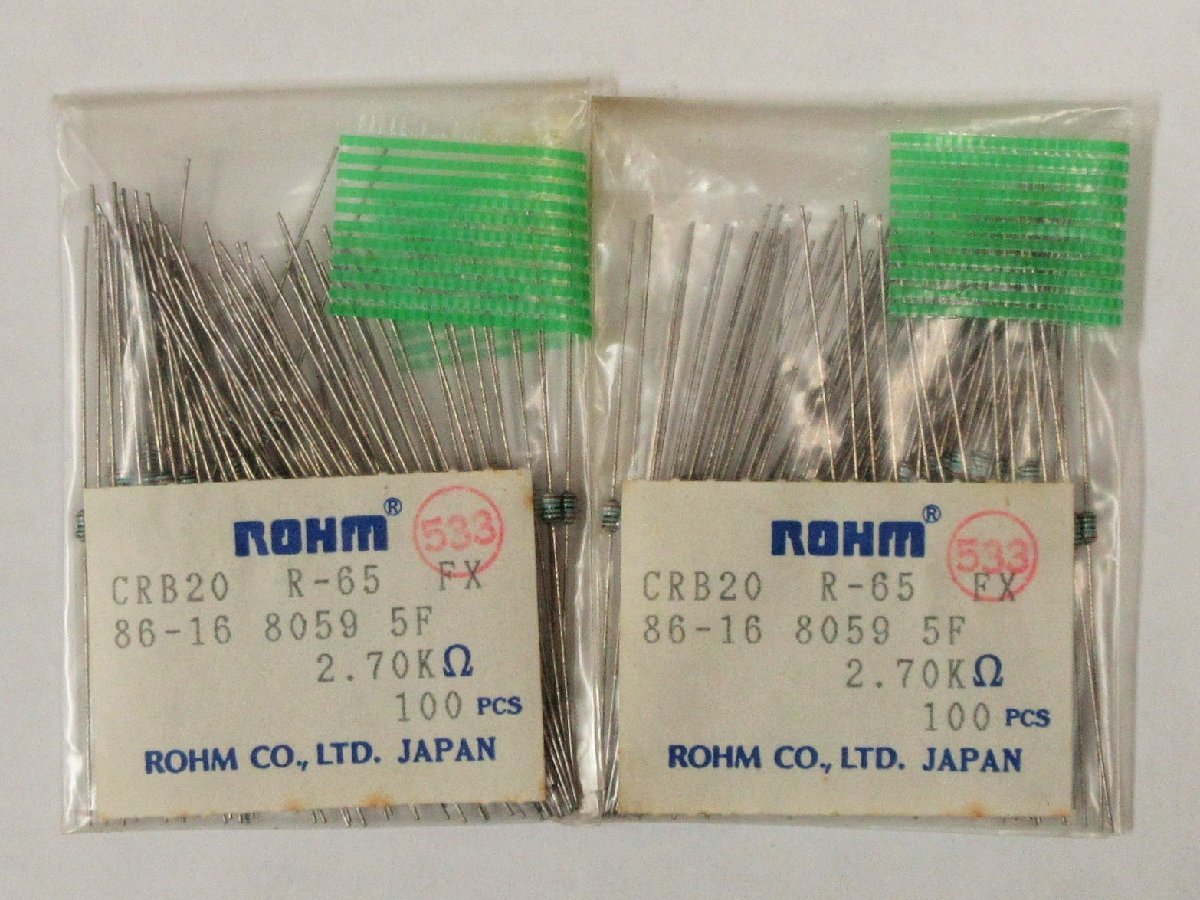 ROHM® 533
CRB20 R-65 FX
86-16 8059 5F
2.70KΩ
100 PCS
ROHM CO., LTD. JAPAN
ROHM® 533
CRB20 R-65 FX
86-16 8059 5F
2.70KΩ
100 PCS
ROHM CO., LTD. JAPAN